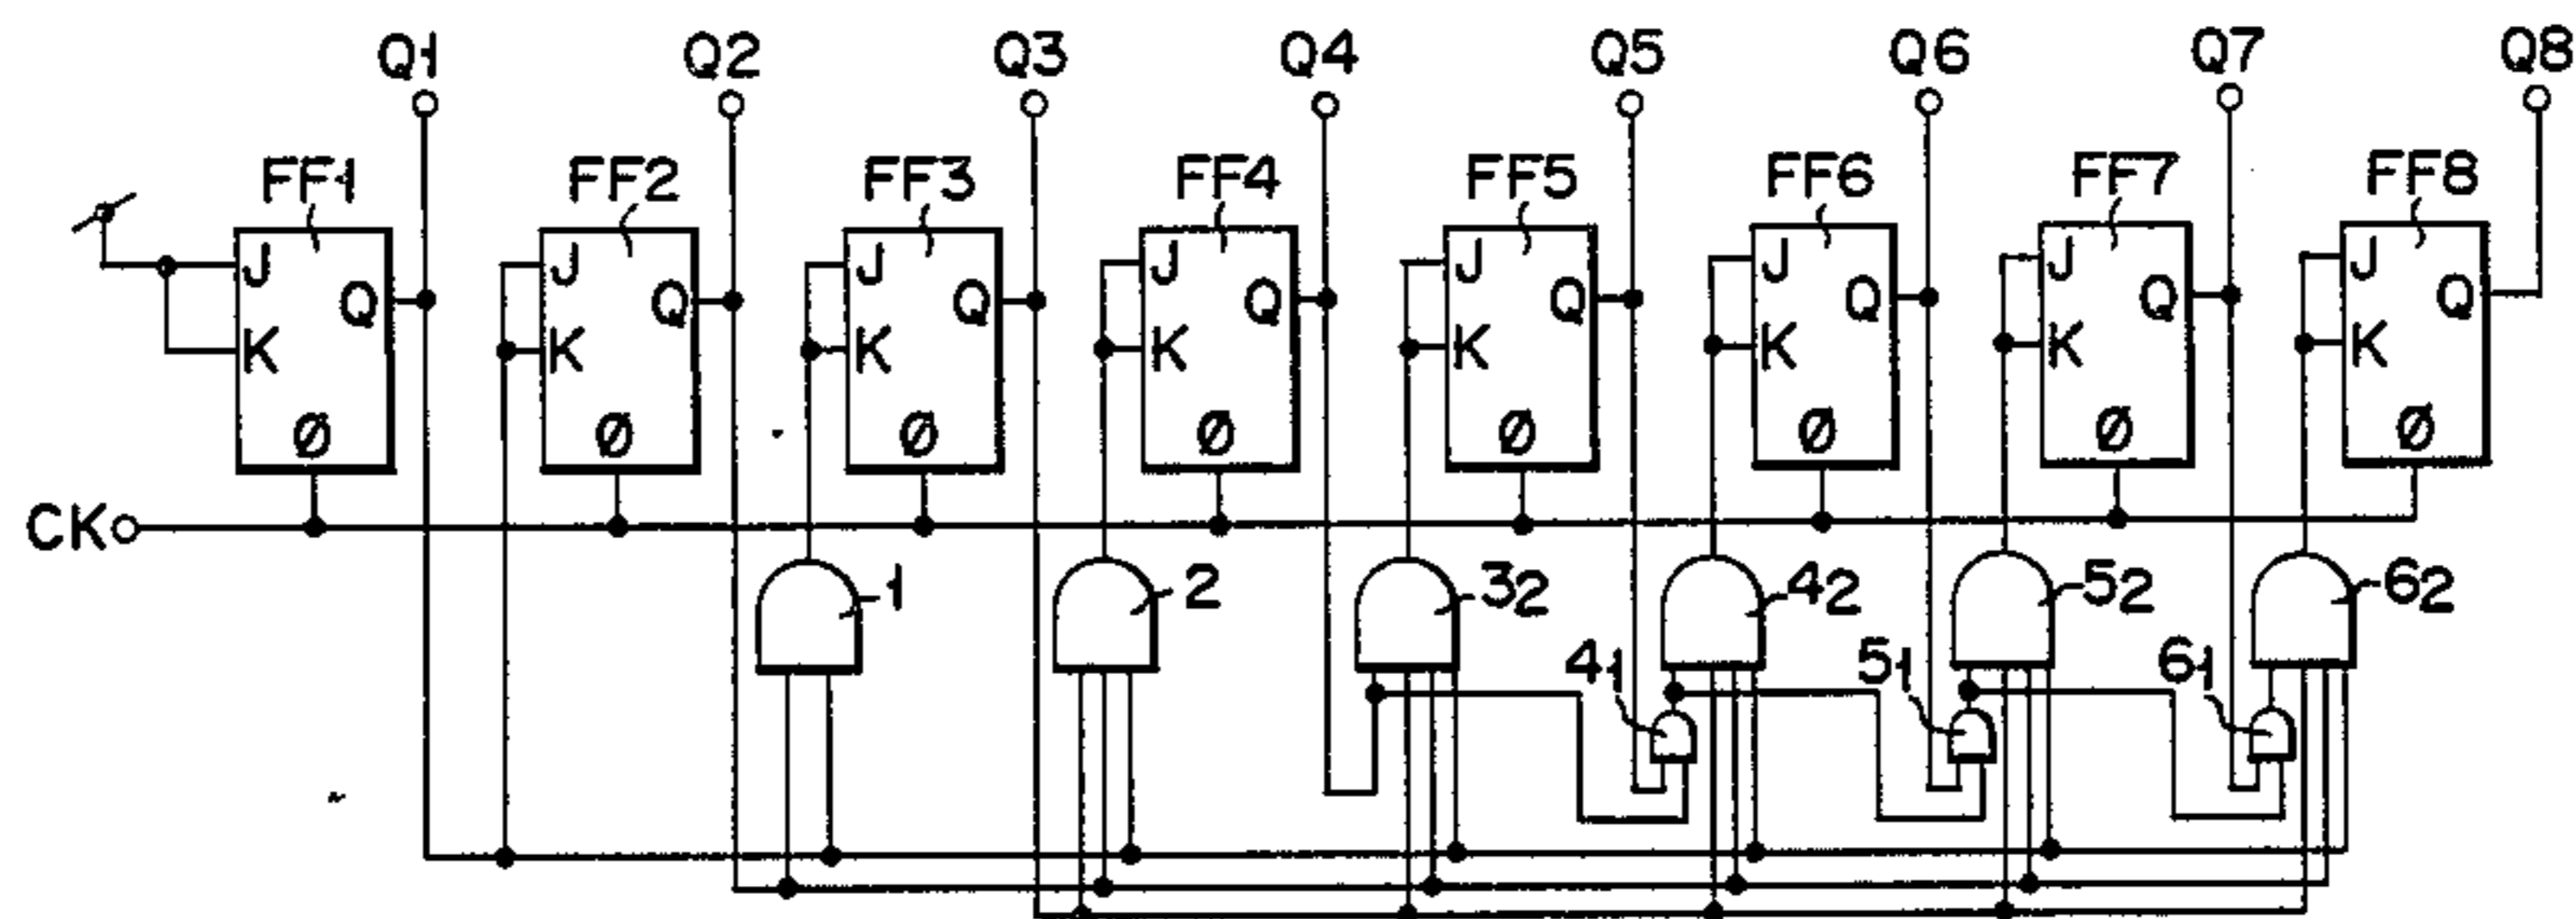 Q1 Q2 Q3 Q4 Q5 Q6 Q7 Q8
FF1 FF2 FF3 FF4 FF5 FF6 FF7 FF8
J J J J J J J J
Q Q Q Q Q Q Q Q
K K K K K K K K
Ø Ø Ø Ø Ø Ø Ø Ø
CK
1 2 3₂ 4₂ 5₂ 6₂
4₁ 5₁ 6₁